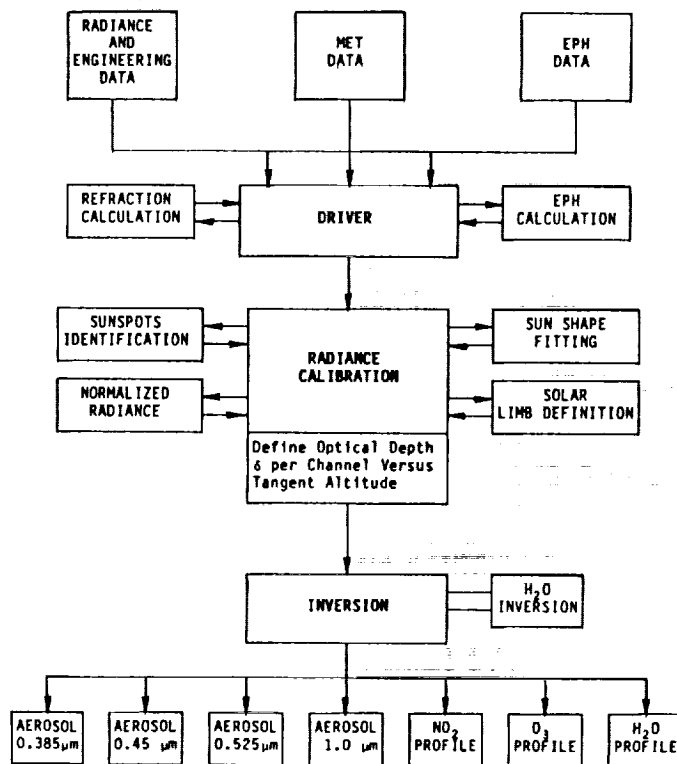 RADIANCE
AND
ENGINEERING
DATA
MET
DATA
EPH
DATA
REFRACTION
CALCULATION
DRIVER
EPH
CALCULATION
SUNSPOTS
IDENTIFICATION
RADIANCE
CALIBRATION
SUN SHAPE
FITTING
NORMALIZED
RADIANCE
SOLAR
LIMB DEFINITION
Define Optical Depth
δ per Channel Versus
Tangent Altitude
INVERSION
H₂O
INVERSION
AEROSOL
0.385μm
AEROSOL
0.45 μm
AEROSOL
0.525μm
AEROSOL
1.0 μm
NO₂
PROFILE
O₃
PROFILE
H₂O
PROFILE